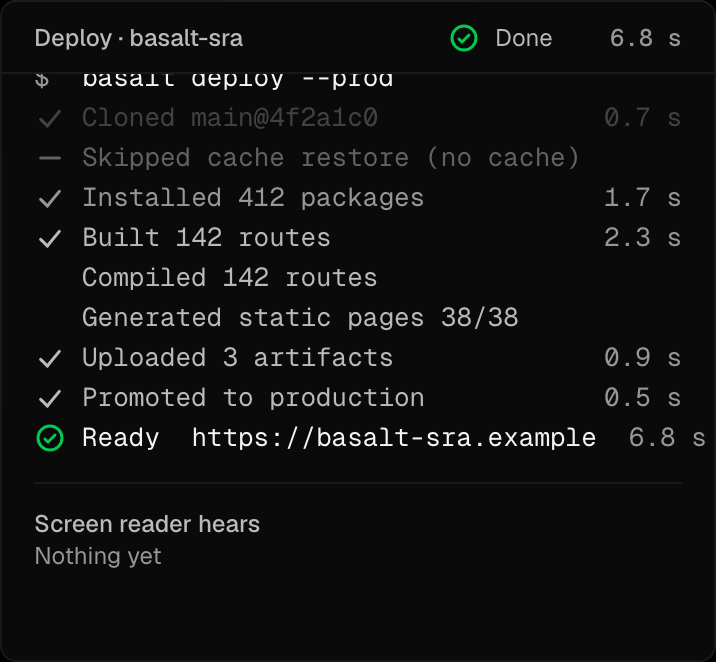 Deploy · basalt-sra Done 6.8 s
$ basalt deploy --prod
Cloned main@4f2a1c0 0.7 s
Skipped cache restore (no cache)
Installed 412 packages 1.7 s
Built 142 routes 2.3 s
Compiled 142 routes
Generated static pages 38/38
Uploaded 3 artifacts 0.9 s
Promoted to production 0.5 s
Ready https://basalt-sra.example 6.8 s
Screen reader hears
Nothing yet